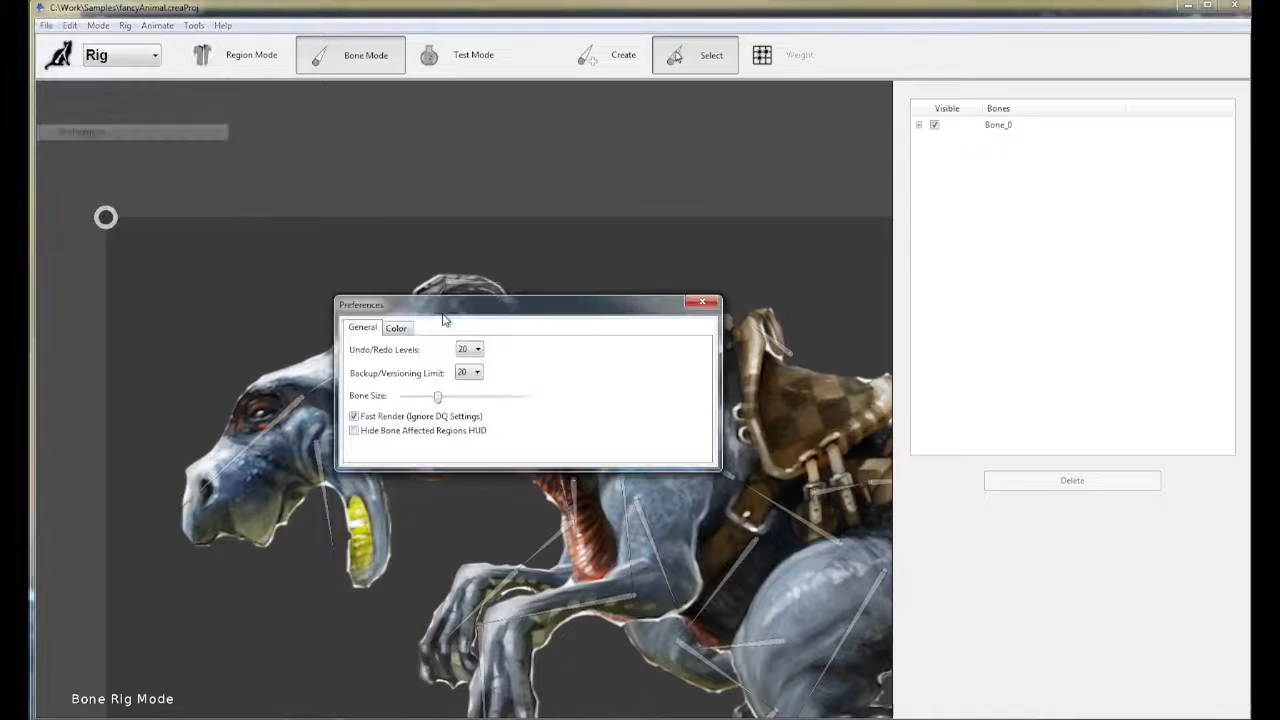 C:\Work\Samples\fancyAnimal.creaProj
File Edit Mode Rig Animate Tools Help
Rig Region Mode Bone Mode Test Mode Create Select Weight
Visible Bones
Bone_0
Preferences
Preferences
General Color
Undo/Redo Levels: 20
Backup/Versioning Limit: 20
Bone Size:
Fast Render (Ignore DQ Settings)
Hide Bone Affected Regions HUD
Delete
Bone Rig Mode